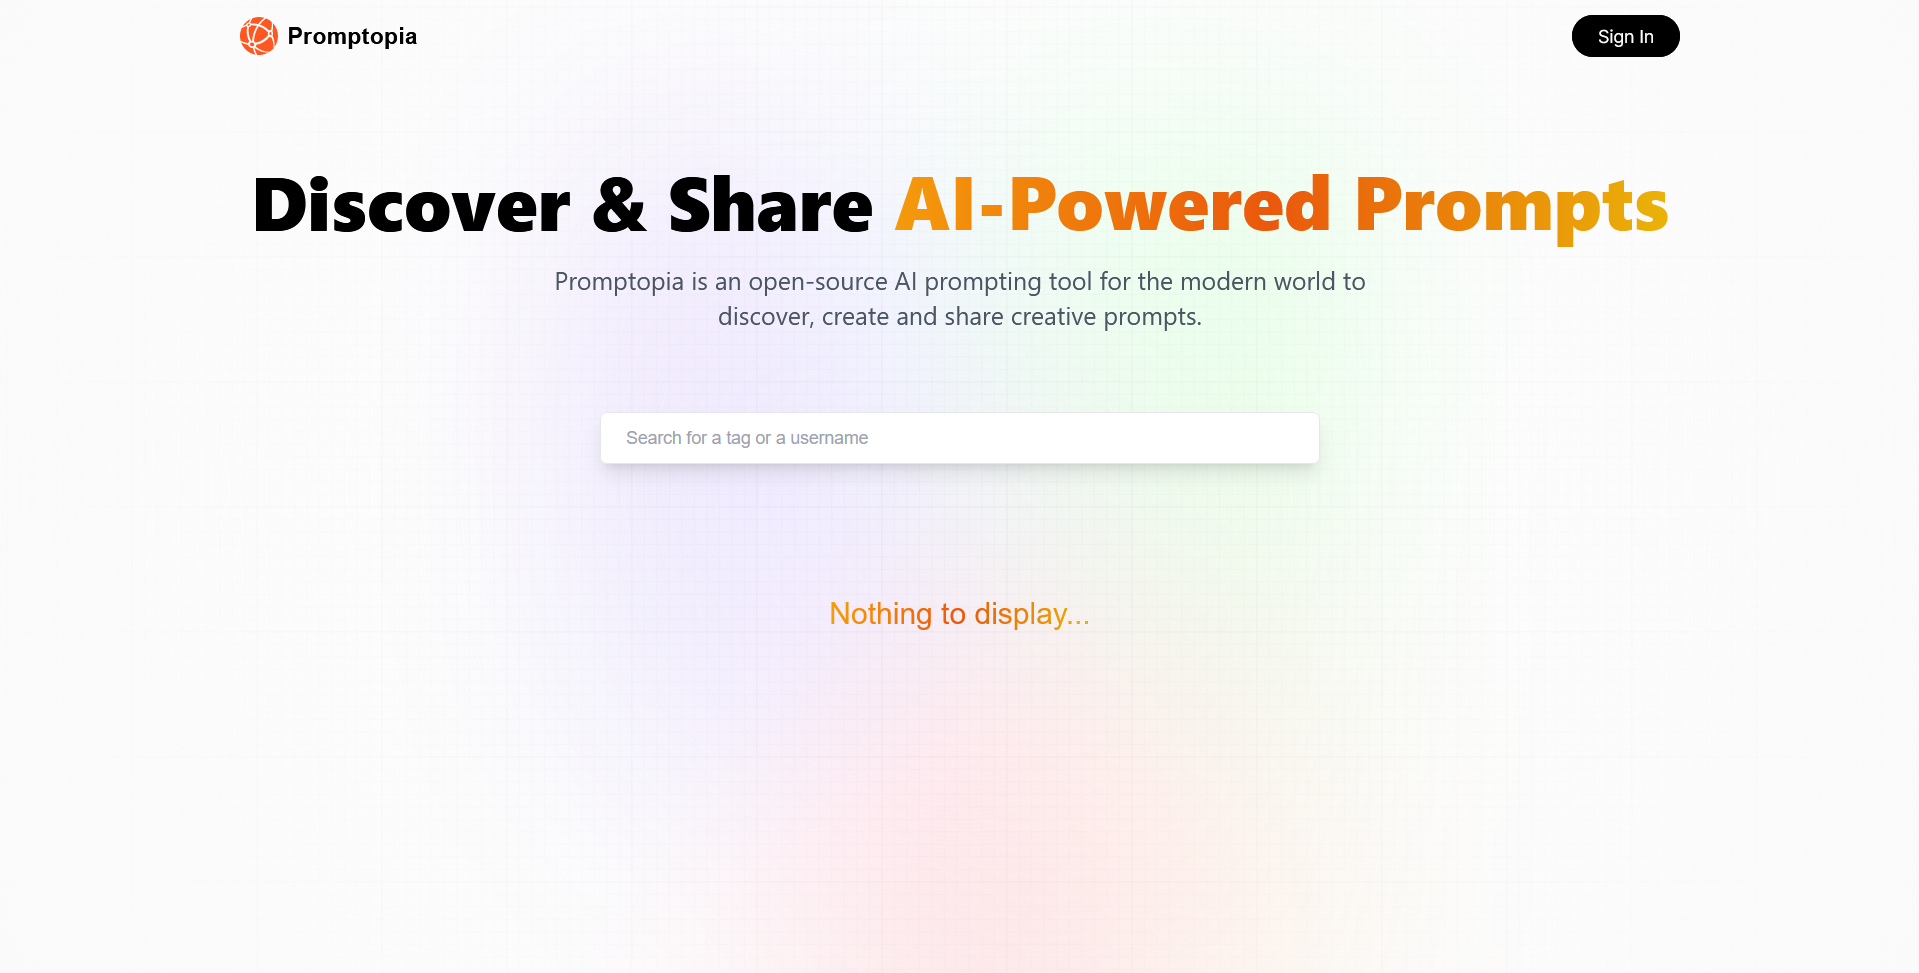 Promptopia
Sign In
Discover & Share AI-Powered Prompts
Promptopia is an open-source AI prompting tool for the modern world to
discover, create and share creative prompts.
Search for a tag or a username
Nothing to display...